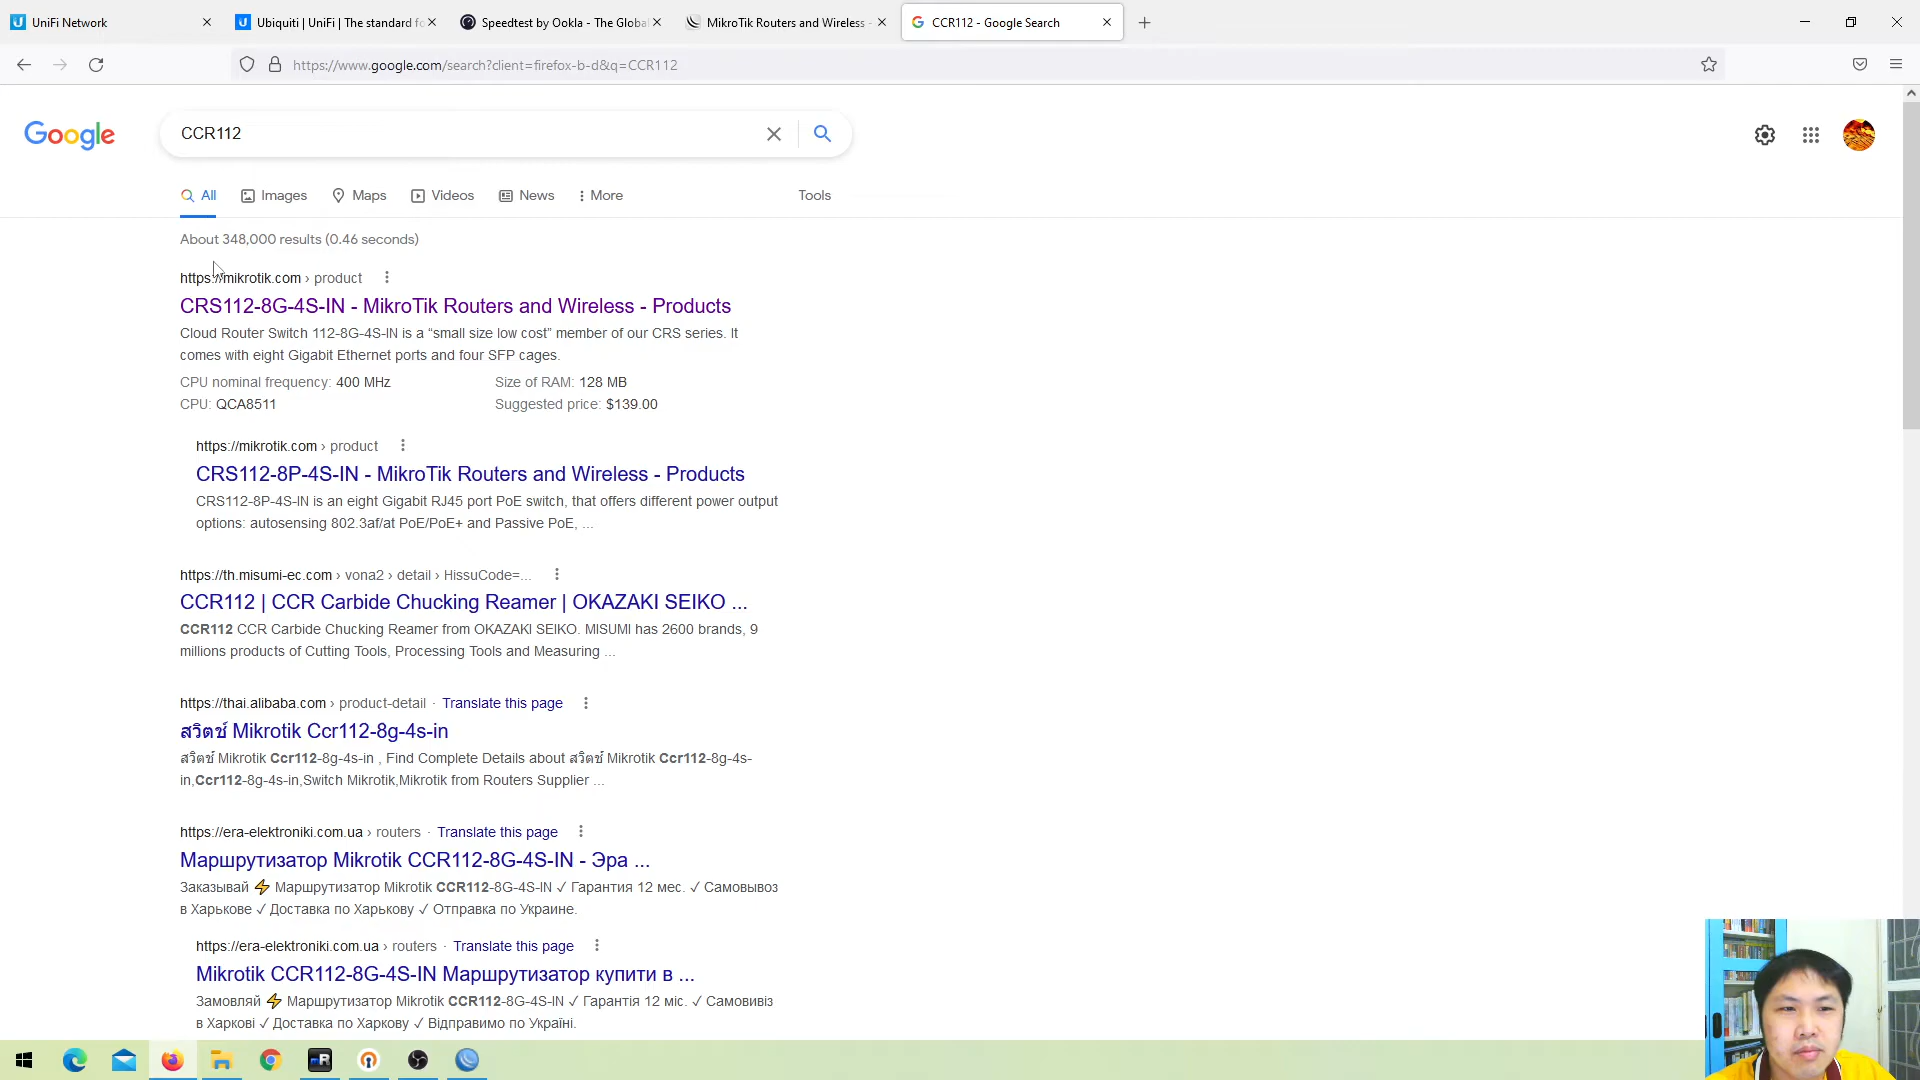 UniFi Network
Ubiquiti | UniFi | The standard fo
Speedtest by Ookla - The Global
MikroTik Routers and Wireless -
CCR112 - Google Search
https://www.google.com/search?client=firefox-b-d&q=CCR112
Google
CCR112
All
Images
Maps
Videos
News
More
Tools
About 348,000 results (0.46 seconds)
https://mikrotik.com › product
CRS112-8G-4S-IN - MikroTik Routers and Wireless - Products
Cloud Router Switch 112-8G-4S-IN is a “small size low cost” member of our CRS series. It
comes with eight Gigabit Ethernet ports and four SFP cages.
CPU nominal frequency: 400 MHz
Size of RAM: 128 MB
CPU: QCA8511
Suggested price: $139.00
https://mikrotik.com › product
CRS112-8P-4S-IN - MikroTik Routers and Wireless - Products
CRS112-8P-4S-IN is an eight Gigabit RJ45 port PoE switch, that offers different power output
options: autosensing 802.3af/at PoE/PoE+ and Passive PoE, ...
https://th.misumi-ec.com › vona2 › detail › HissuCode=...
CCR112 | CCR Carbide Chucking Reamer | OKAZAKI SEIKO ...
CCR112 CCR Carbide Chucking Reamer from OKAZAKI SEIKO. MISUMI has 2600 brands, 9
millions products of Cutting Tools, Processing Tools and Measuring ...
https://thai.alibaba.com › product-detail · Translate this page
สวิตช์ Mikrotik Ccr112-8g-4s-in
สวิตช์ Mikrotik Ccr112-8g-4s-in , Find Complete Details about สวิตช์ Mikrotik Ccr112-8g-4s-
in,Ccr112-8g-4s-in,Switch Mikrotik,Mikrotik from Routers Supplier ...
https://era-elektroniki.com.ua › routers · Translate this page
Маршрутизатор Mikrotik CCR112-8G-4S-IN - Эра ...
Заказывай ⚡ Маршрутизатор Mikrotik CCR112-8G-4S-IN ✓ Гарантия 12 мес. ✓ Самовывоз
в Харькове ✓ Доставка по Харькову ✓ Отправка по Украине.
https://era-elektroniki.com.ua › routers · Translate this page
Mikrotik CCR112-8G-4S-IN Маршрутизатор купити в ...
Замовляй ⚡ Маршрутизатор Mikrotik CCR112-8G-4S-IN ✓ Гарантія 12 міс. ✓ Самовивіз
в Харкові ✓ Доставка по Харкову ✓ Відправимо по Україні.